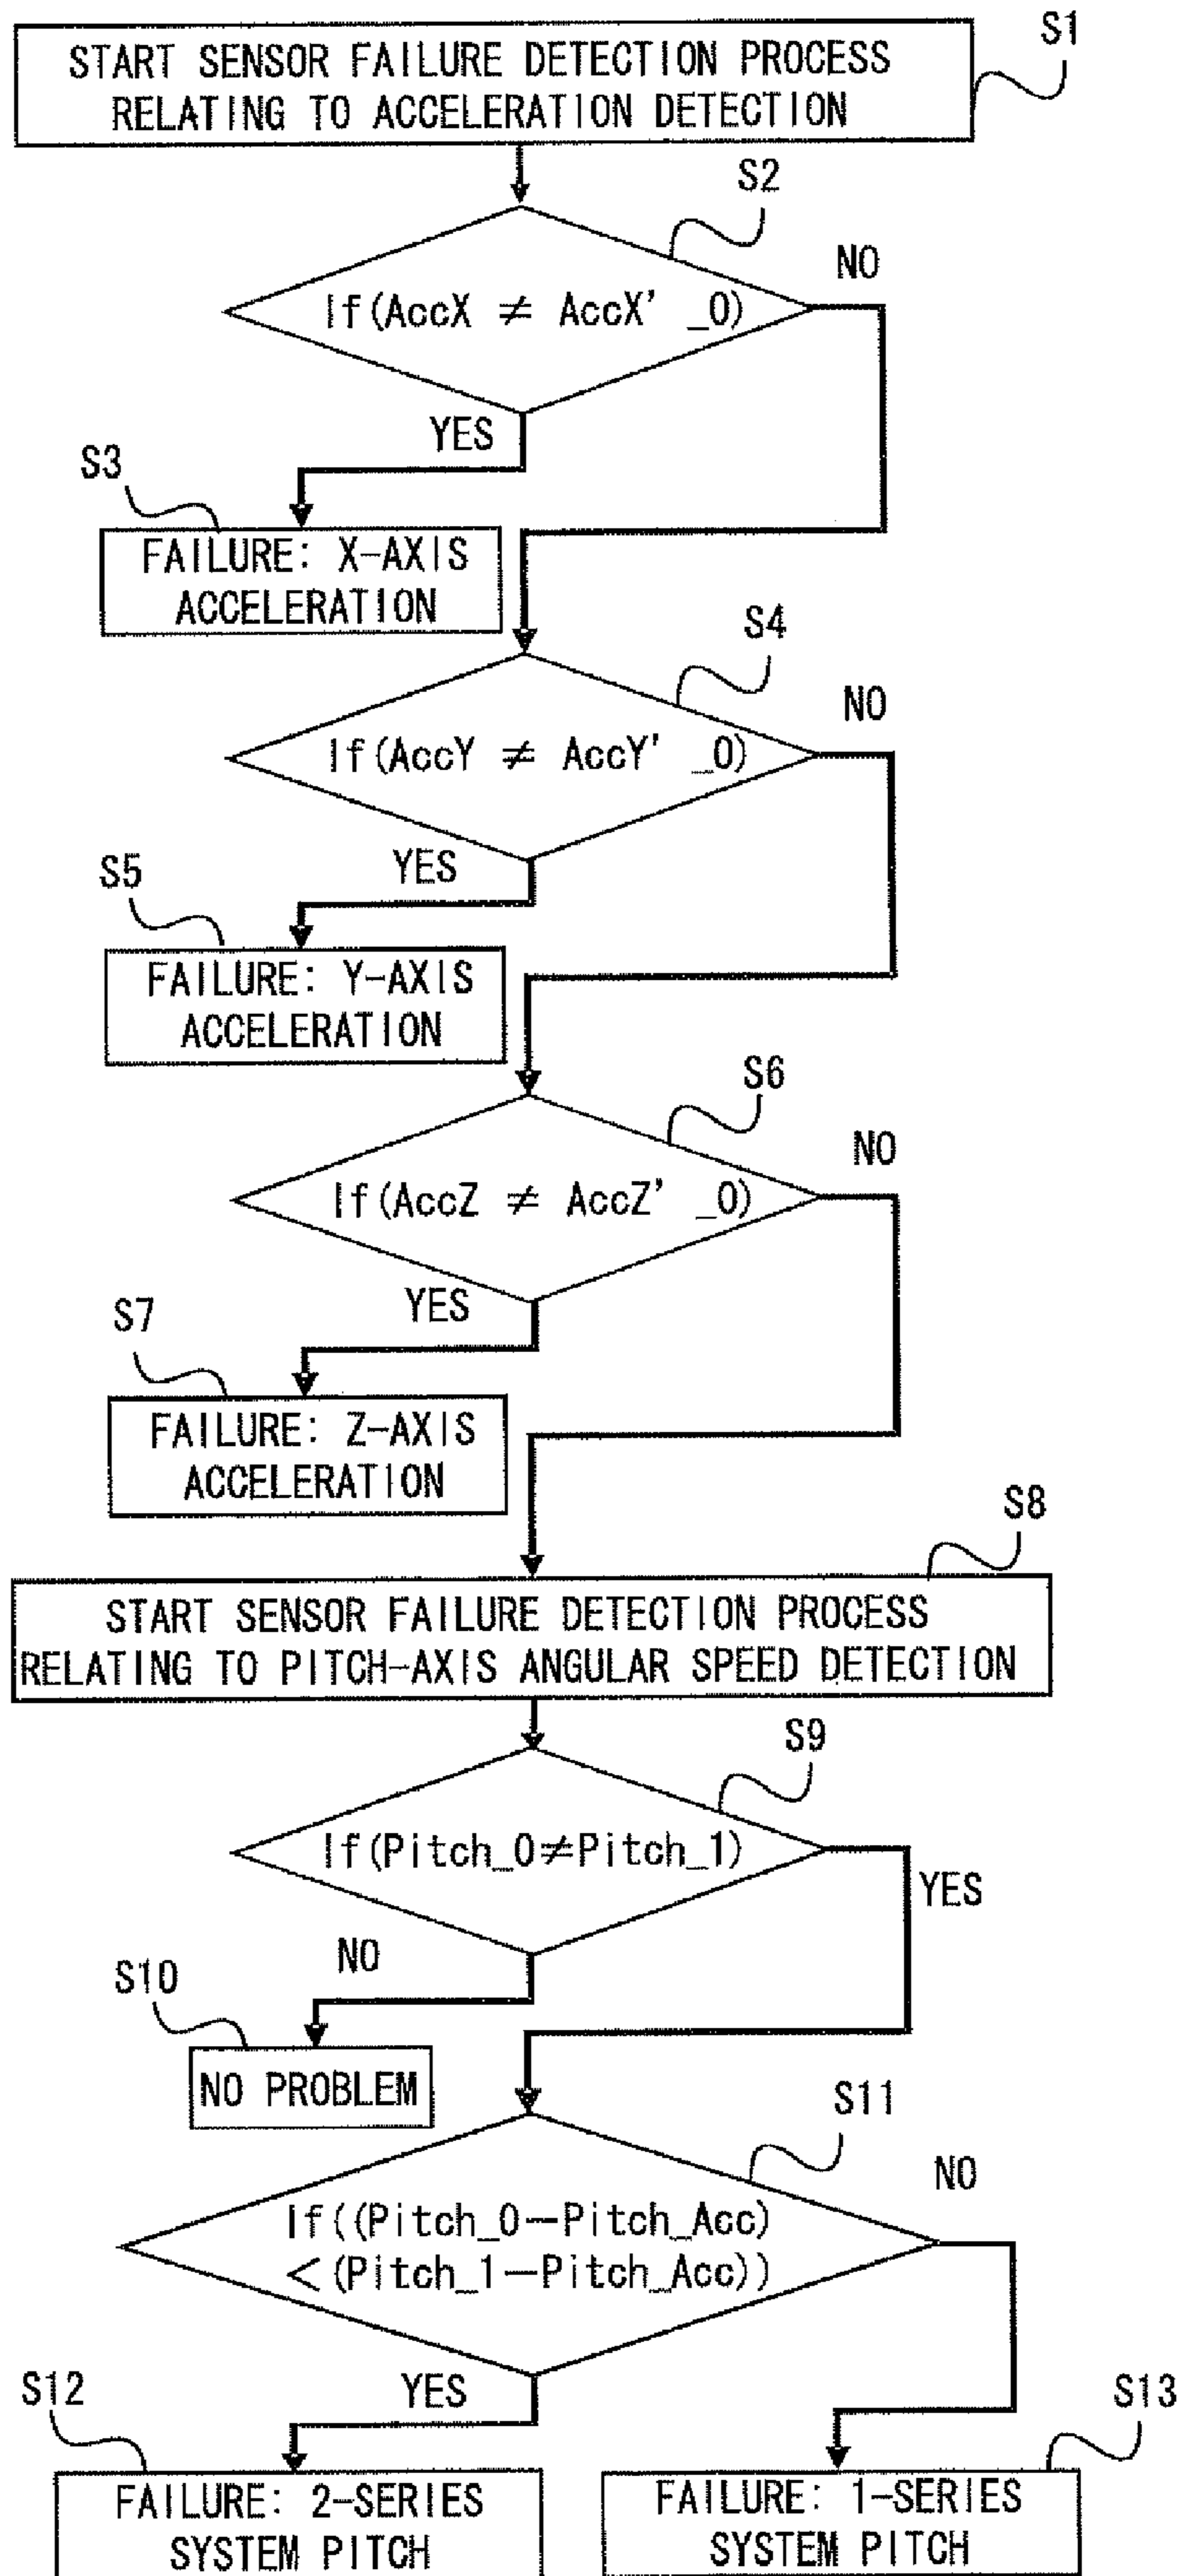 S1
START SENSOR FAILURE DETECTION PROCESS
RELATING TO ACCELERATION DETECTION
S2
NO
If(AccX ≠ AccX'_0)
YES
S3
FAILURE: X-AXIS
ACCELERATION
S4
NO
If(AccY ≠ AccY'_0)
YES
S5
FAILURE: Y-AXIS
ACCELERATION
S6
NO
If(AccZ ≠ AccZ'_0)
YES
S7
FAILURE: Z-AXIS
ACCELERATION
S8
START SENSOR FAILURE DETECTION PROCESS
RELATING TO PITCH-AXIS ANGULAR SPEED DETECTION
S9
If(Pitch_0≠Pitch_1)
YES
NO
S10
NO PROBLEM
S11
NO
If((Pitch_0-Pitch_Acc)
<(Pitch_1-Pitch_Acc))
YES
S12
S13
FAILURE: 2-SERIES
SYSTEM PITCH
FAILURE: 1-SERIES
SYSTEM PITCH